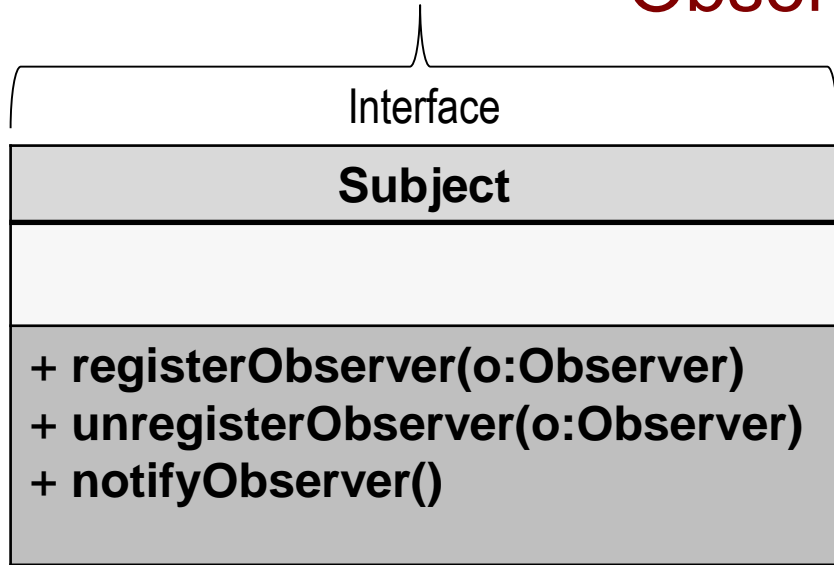 Interface
Subject
+ registerObserver(o:Observer)
+ unregisterObserver(o:Observer)
+ notifyObserver()